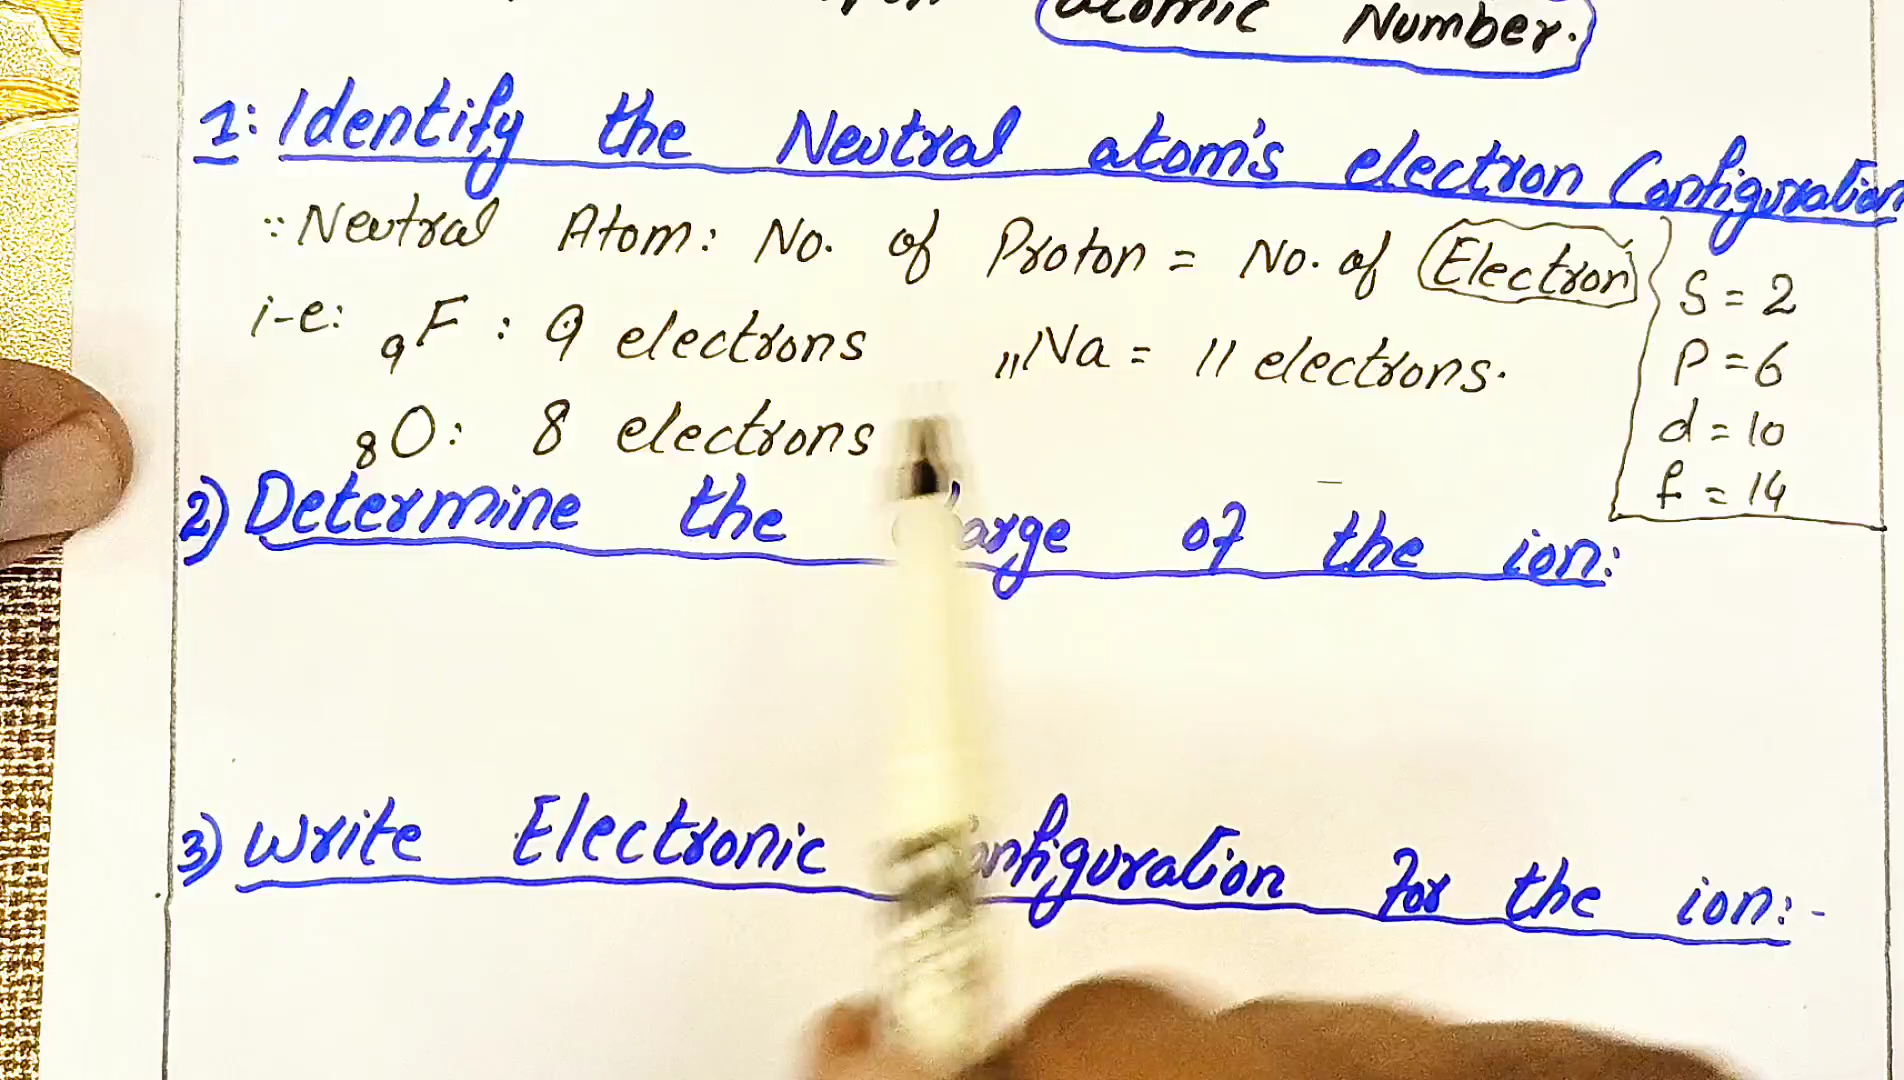 atomic Number.
1: Identify the Neutral atom's electron Configuration
∵ Neutral Atom: No. of Proton = No. of Electron
i-e: ₉F : 9 electrons ₁₁Na = 11 electrons.
₈O: 8 electrons
S = 2
P = 6
d = 10
f = 14
2) Determine the of the ion:
3) Write Electronic for the ion:-